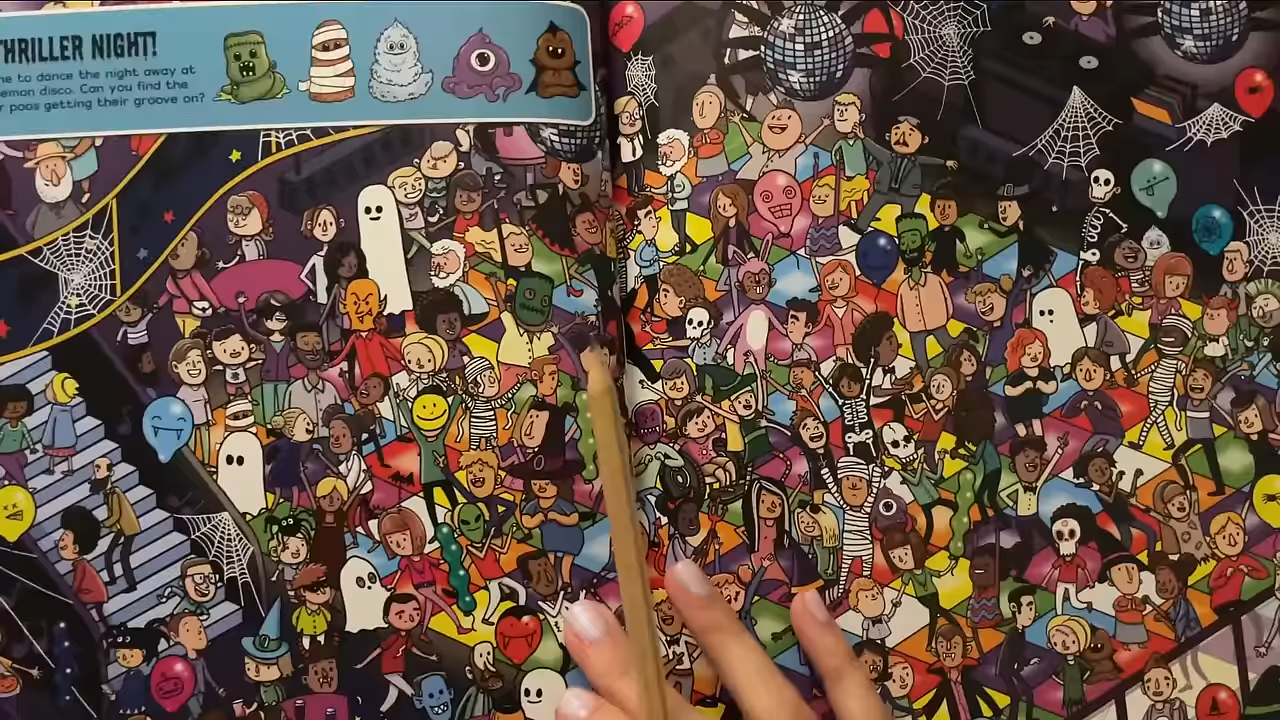 THRILLER NIGHT!
me to dance the night away at
emon disco. Can you find the
r poos getting their groove on?